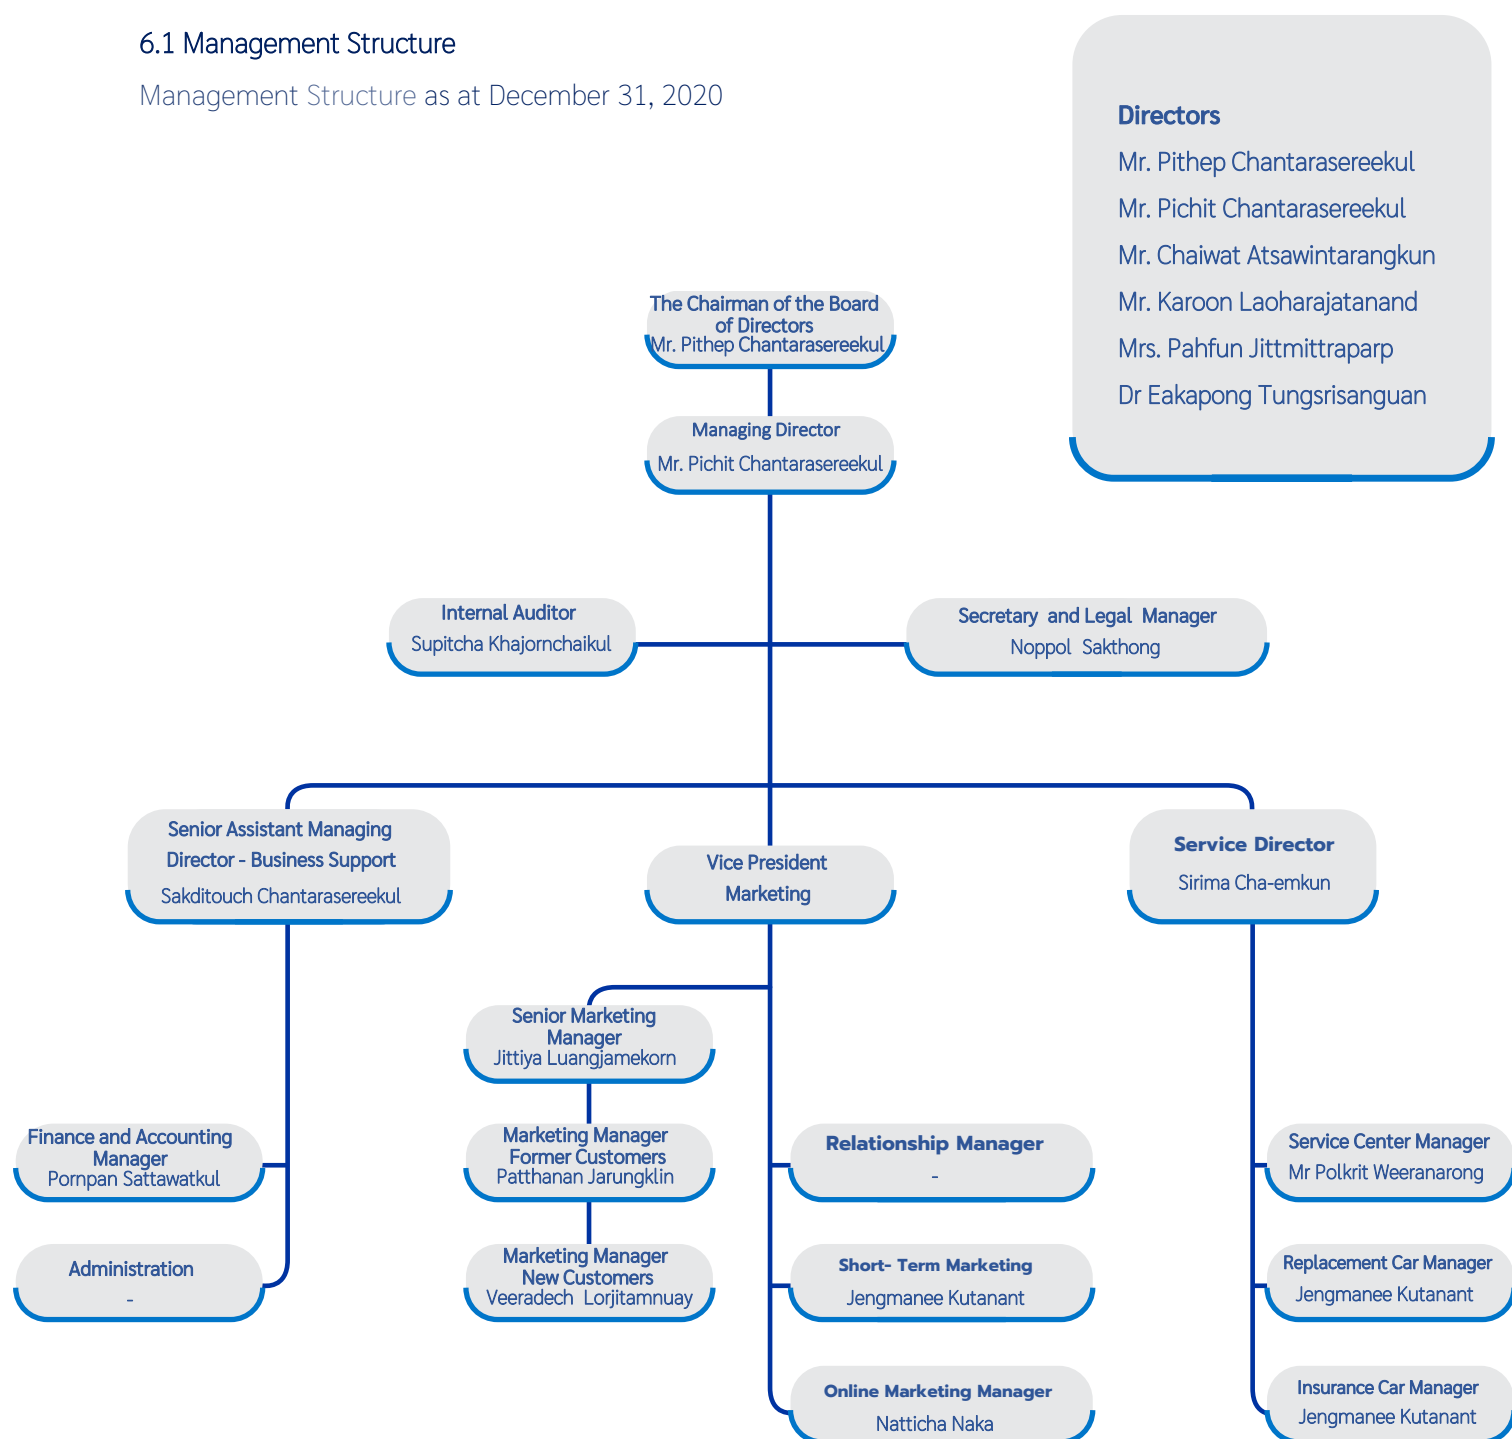 6.1 Management Structure
Management Structure as at December 31, 2020
Directors
Mr. Pithep Chantarasereekul
Mr. Pichit Chantarasereekul
Mr. Chaiwat Atsawintarangkun
Mr. Karoon Laoharajatanand
Mrs. Pahfun Jittmittraparp
Dr Eakapong Tungsrisanguan
The Chairman of the Board
of Directors
Mr. Pithep Chantarasereekul
Managing Director
Mr. Pichit Chantarasereekul
Internal Auditor
Supitcha Khajornchaikul
Secretary and Legal Manager
Noppol Sakthong
Senior Assistant Managing
Director - Business Support
Sakditouch Chantarasereekul
Vice President
Marketing
Service Director
Sirima Cha-emkun
Senior Marketing
Manager
Jittiya Luangjamekorn
Finance and Accounting
Manager
Pornpan Sattawatkul
Marketing Manager
Former Customers
Patthanan Jarungklin
Relationship Manager
-
Service Center Manager
Mr Polkrit Weeranarong
Administration
-
Marketing Manager
New Customers
Veeradech Lorjitamnuay
Short- Term Marketing
Jengmanee Kutanant
Replacement Car Manager
Jengmanee Kutanant
Online Marketing Manager
Natticha Naka
Insurance Car Manager
Jengmanee Kutanant